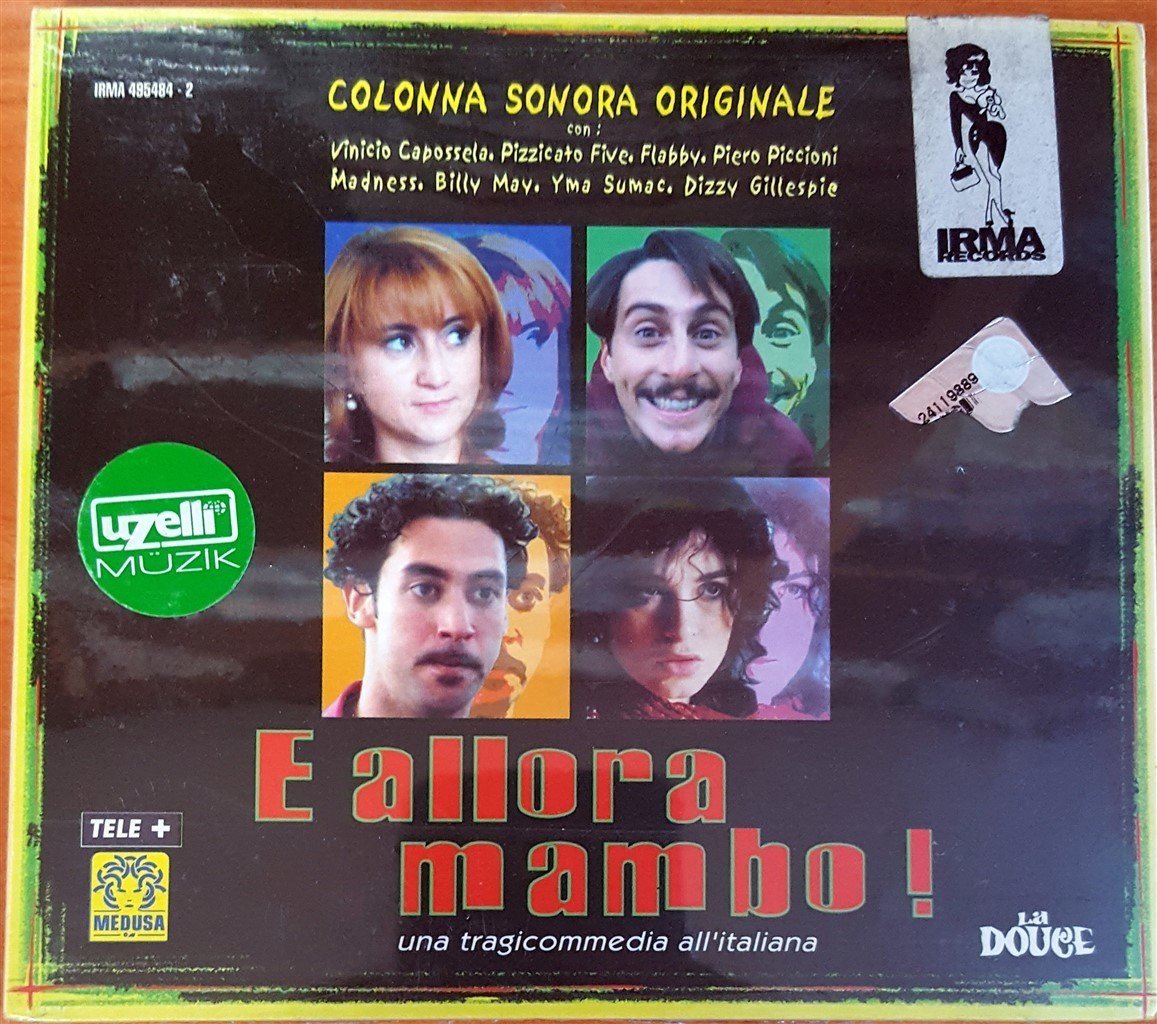 IRMA 495484 - 2
COLONNA SONORA ORIGINALE
con:
Vinicio Capossela. Pizzicato Five. Flabby. Piero Piccioni
Madness. Billy May. Yma Sumac. Dizzy Gillespie
IRMA
RECORDS
24119889
uzelli
MÜZİK
E allora
mambo!
TELE +
MEDUSA
una tragicommedia all'italiana
La
DOUCE